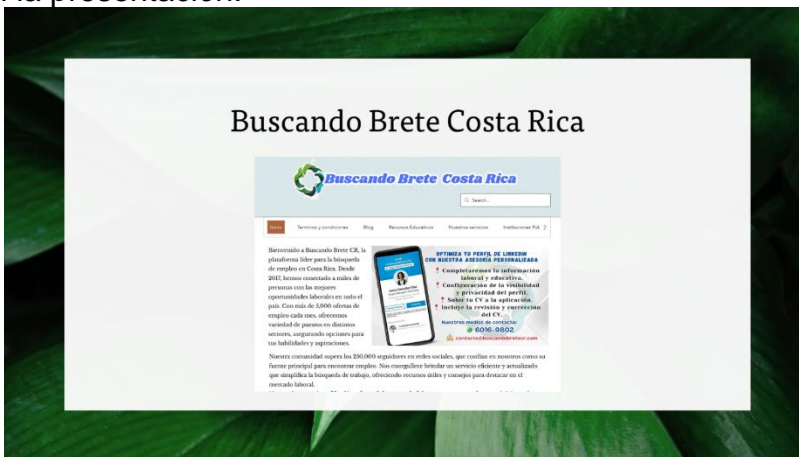 la presentación.
Buscando Brete Costa Rica
Buscando Brete Costa Rica
Search...
Inicio Terminos y condiciones Blog Recursos Educativos Nuestros servicios Instituciones Púl >
Bienvenido a Buscando Brete CR, la
plataforma líder para la búsqueda
de empleo en Costa Rica. Desde
2017, hemos conectado a miles de
personas con las mejores
oportunidades laborales en todo el
país. Con más de 3,000 ofertas de
empleo cada mes, ofrecemos
variedad de puestos en distintos
sectores, asegurando opciones para
tus habilidades y aspiraciones.
OPTIMIZA TU PERFIL DE LINKEDIN
CON NUESTRA ASESORÍA PERSONALIZADA
Completaremos la información
laboral y educativa.
Configuración de la visibilidad
y privacidad del perfil.
Subir tu CV a la aplicación.
Incluye la revisión y corrección
del CV.
Nuestros medios de contacto:
6016-9802
contacto@buscandobretecr.com
Nuestra comunidad supera los 250,000 seguidores en redes sociales, que confían en nosotros como su
fuente principal para encontrar empleo. Nos enorgullece brindar un servicio eficiente y actualizado
que simplifica la búsqueda de trabajo, ofreciendo recursos útiles y consejos para destacar en el
mercado laboral.